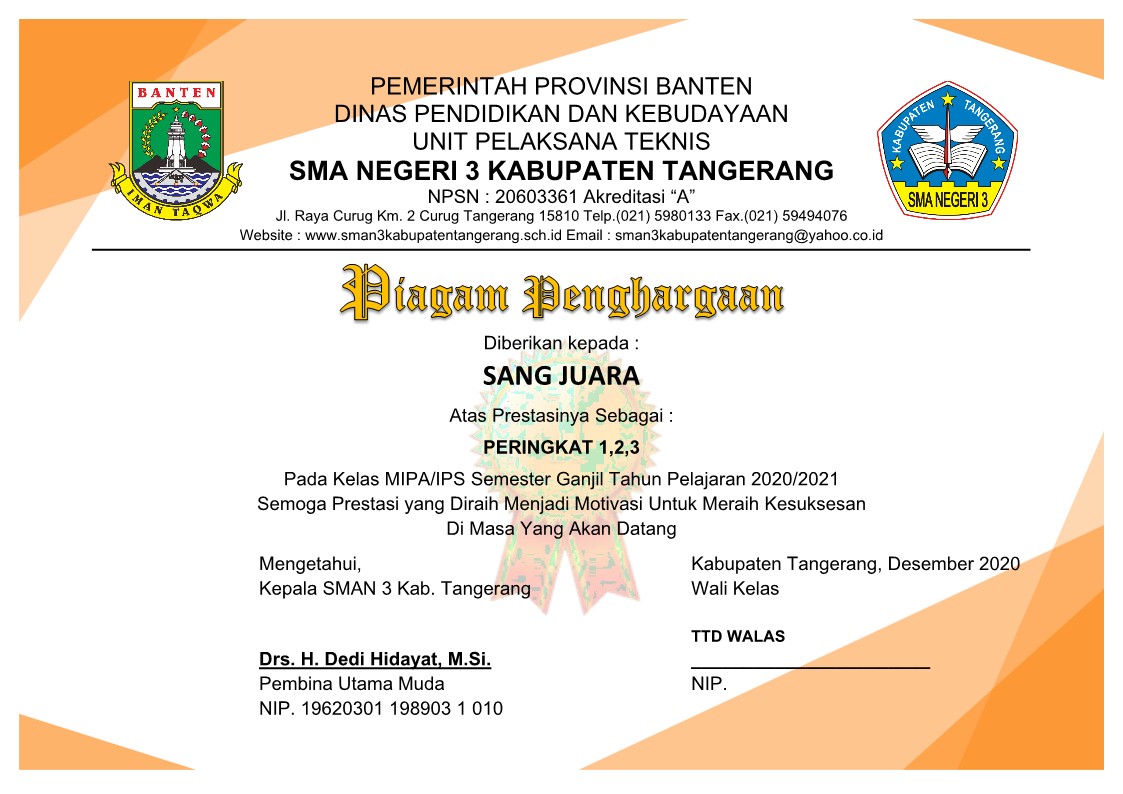 BANTEN
IMAN TAQWA
PEMERINTAH PROVINSI BANTEN
DINAS PENDIDIKAN DAN KEBUDAYAAN
UNIT PELAKSANA TEKNIS
SMA NEGERI 3 KABUPATEN TANGERANG
NPSN : 20603361 Akreditasi “A”
Jl. Raya Curug Km. 2 Curug Tangerang 15810 Telp.(021) 5980133 Fax.(021) 59494076
Website : www.sman3kabupatentangerang.sch.id Email : sman3kabupatentangerang@yahoo.co.id
KABUPATEN TANGERANG
SMA NEGERI 3
Piagam Penghargaan
Diberikan kepada :
SANG JUARA
Atas Prestasinya Sebagai :
PERINGKAT 1,2,3
Pada Kelas MIPA/IPS Semester Ganjil Tahun Pelajaran 2020/2021
Semoga Prestasi yang Diraih Menjadi Motivasi Untuk Meraih Kesuksesan
Di Masa Yang Akan Datang
Mengetahui,
Kepala SMAN 3 Kab. Tangerang
Drs. H. Dedi Hidayat, M.Si.
Pembina Utama Muda
NIP. 19620301 198903 1 010
Kabupaten Tangerang, Desember 2020
Wali Kelas
TTD WALAS
NIP.